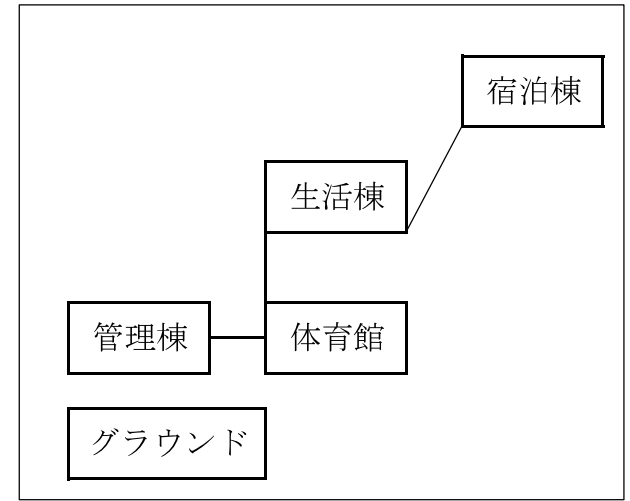 宿泊棟
生活棟
管理棟
体育館
グラウンド